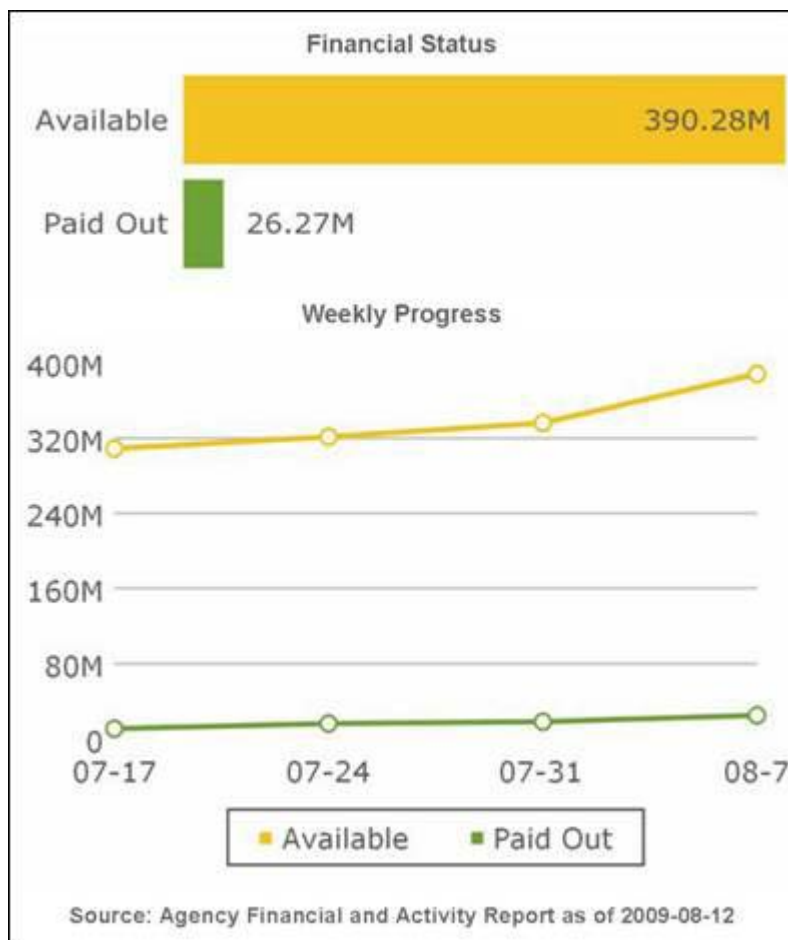 Financial Status
Available
390.28M
Paid Out
26.27M
Weekly Progress
400M
320M
240M
160M
80M
0
07-17 07-24 07-31 08-7
Available Paid Out
Source: Agency Financial and Activity Report as of 2009-08-12